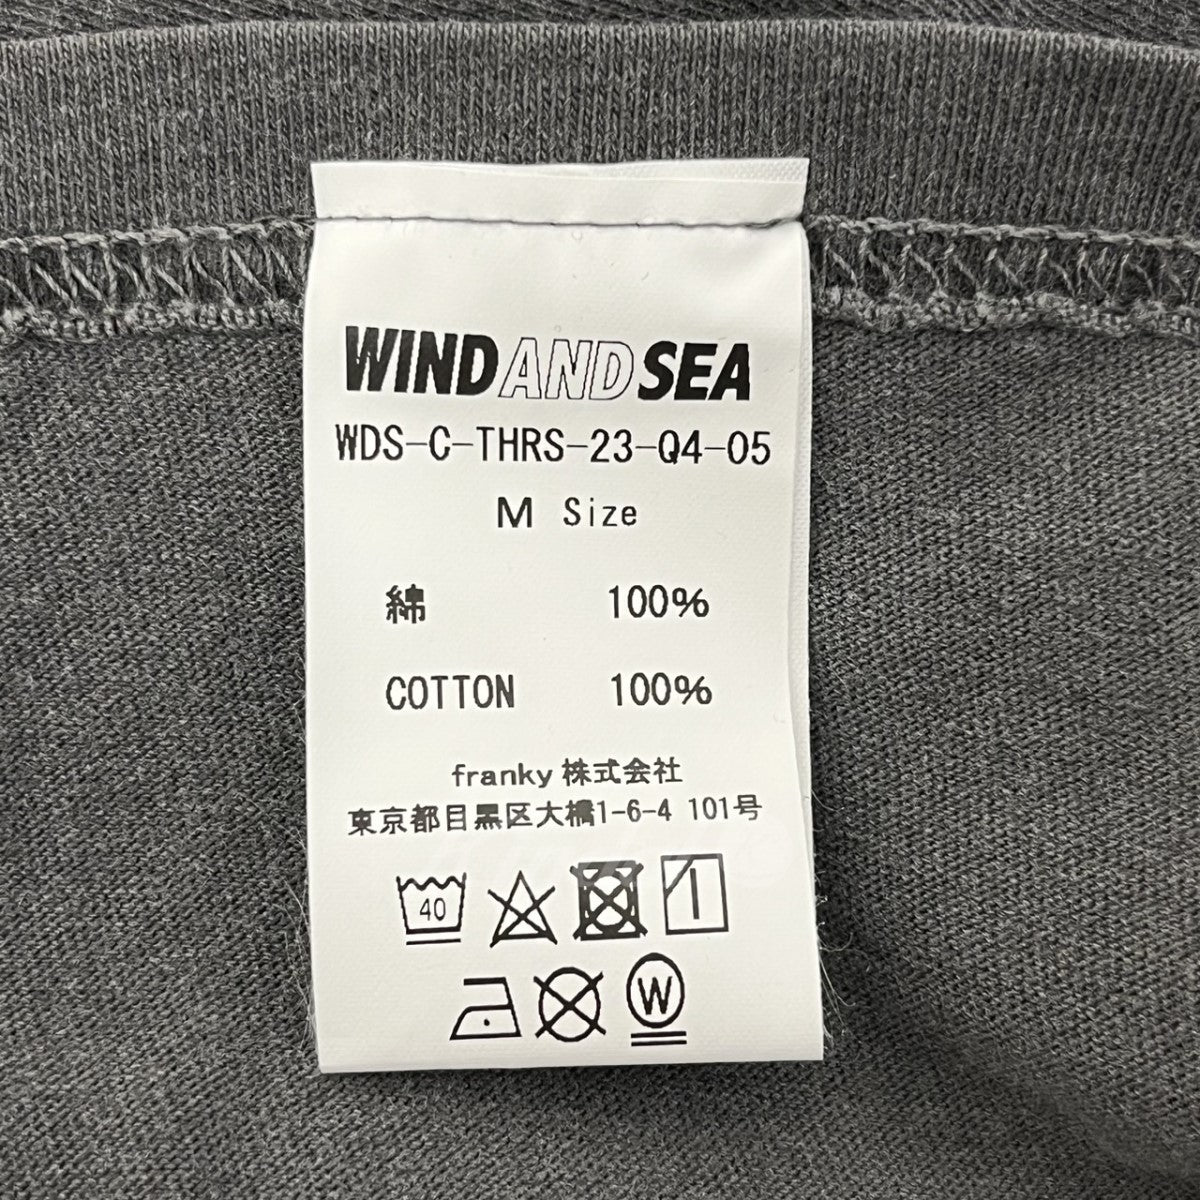 WINDANDSEA
WDS-C-THRS-23-Q4-05
M Size
綿 100%
COTTON 100%
franky 株式会社
東京都目黒区大橋1-6-4 101号
40
W